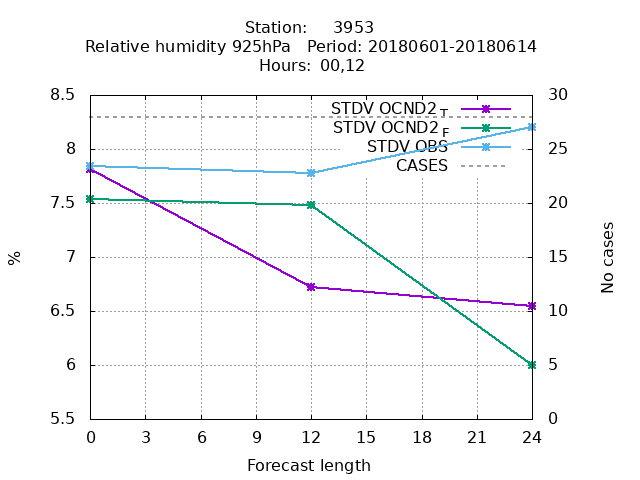 Station:     3953
Relative humidity 925hPa   Period: 20180601-20180614
Hours: 00,12
8.5
8
7.5
7
6.5
6
5.5
30
25
20
15
10
5
0
%
No cases
STDV OCND2 T
STDV OCND2 F
STDV OBS
CASES
0 3 6 9 12 15 18 21 24
Forecast length